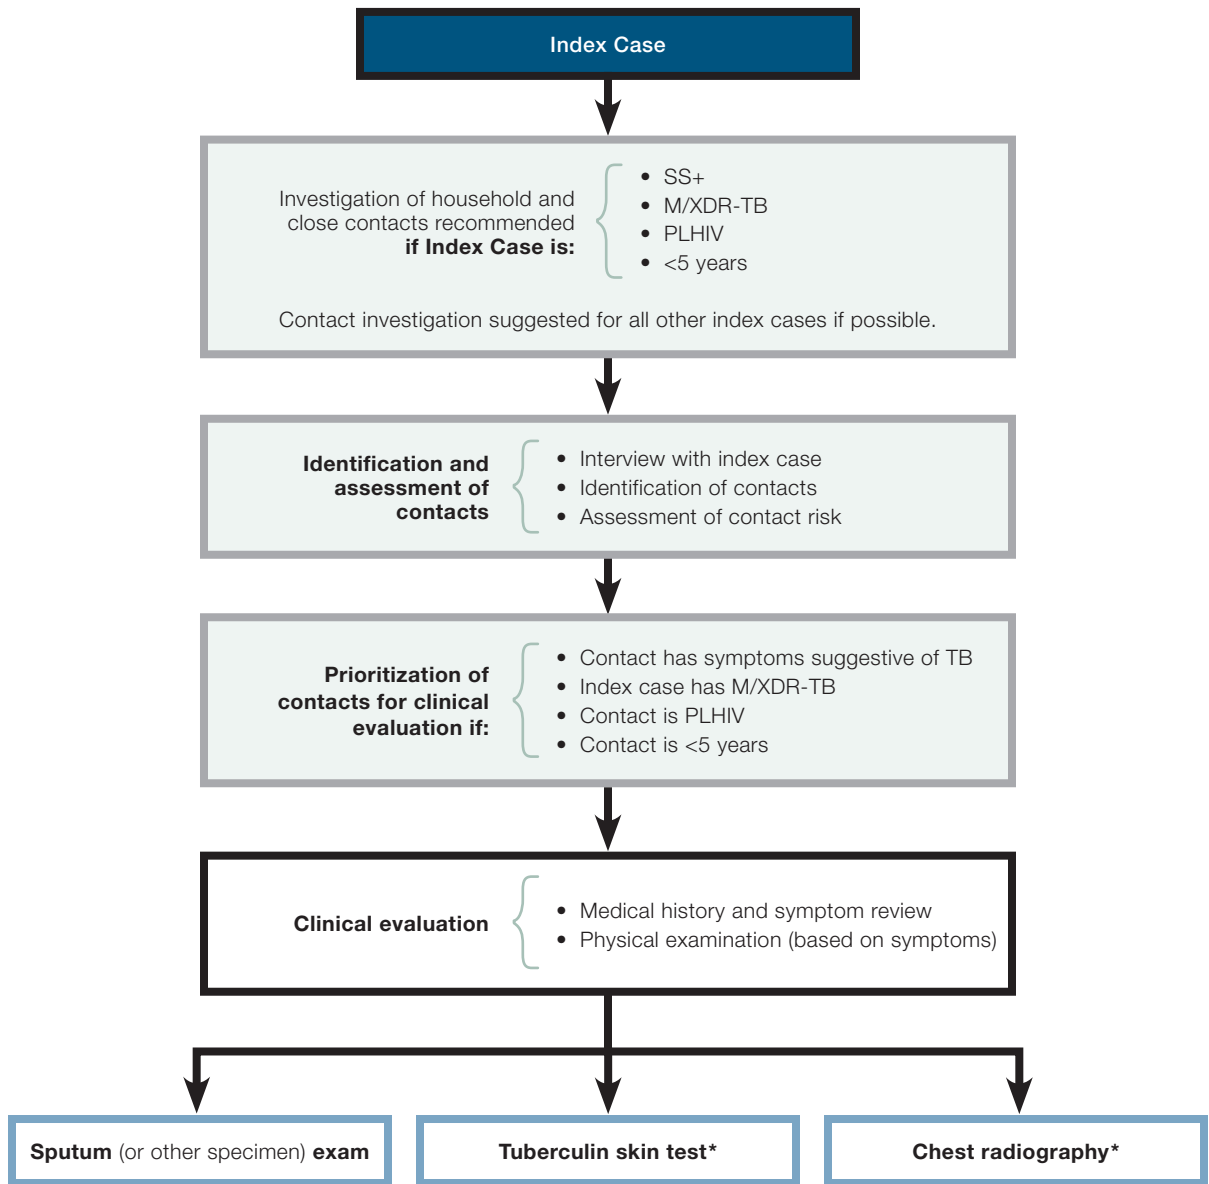 Index Case
Investigation of household and
close contacts recommended
if Index Case is:
• SS+
• M/XDR-TB
• PLHIV
• <5 years
Contact investigation suggested for all other index cases if possible.
Identification and
assessment of
contacts
• Interview with index case
• Identification of contacts
• Assessment of contact risk
Prioritization of
contacts for clinical
evaluation if:
• Contact has symptoms suggestive of TB
• Index case has M/XDR-TB
• Contact is PLHIV
• Contact is <5 years
Clinical evaluation
• Medical history and symptom review
• Physical examination (based on symptoms)
Sputum (or other specimen) exam
Tuberculin skin test*
Chest radiography*